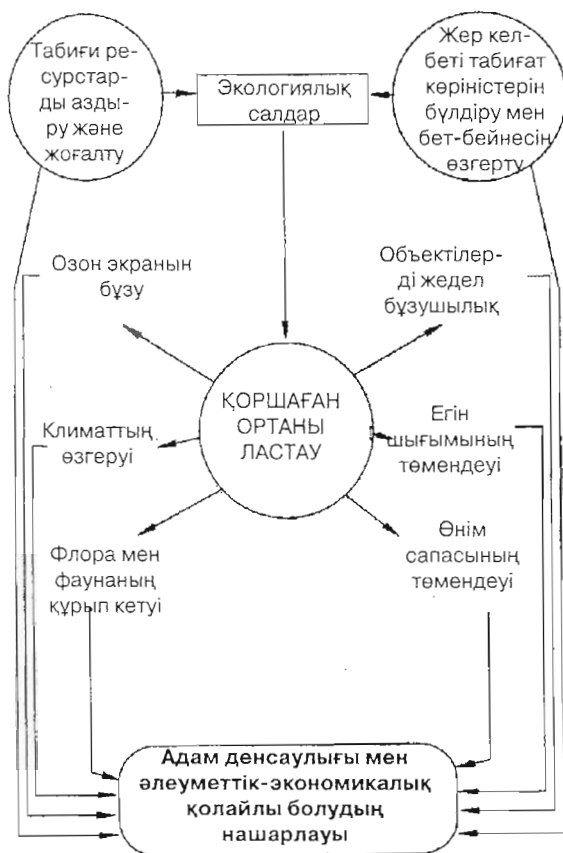 Табиғи ре-
сурстар-
ды азды-
ру және
жоғалту
Экологиялық
салдар
Жер кел-
беті табиғат
көріністерін
бүлдіру мен
бет-бейнесін
өзгерту
Озон экранын
бұзу
Объектілер-
ді жедел
бұзушылық
ҚОРШАҒАН
ОРТАНЫ
ЛАСТАУ
Климаттың
өзгеруі
Егін
шығымының
төмендеуі
Флора мен
фаунаның
құрып кетуі
Өнім
сапасының
төмендеуі
Адам денсаулығы мен
әлеуметтік-экономикалық
қолайлы болудың
нашарлауы